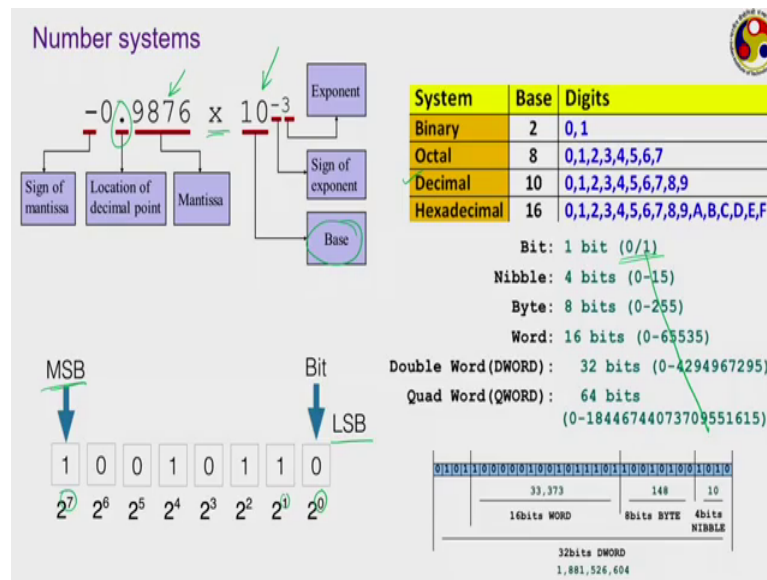 Number systems
-0.9876 x 10-3
Exponent
Sign of
exponent
Base
Sign of
mantissa
Location of
decimal point
Mantissa
System Base Digits
Binary 2 0,1
Octal 8 0,1,2,3,4,5,6,7
Decimal 10 0,1,2,3,4,5,6,7,8,9
Hexadecimal 16 0,1,2,3,4,5,6,7,8,9,A,B,C,D,E,F
Bit: 1 bit (0/1)
Nibble: 4 bits (0-15)
Byte: 8 bits (0-255)
Word: 16 bits (0-65535)
Double Word(DWORD): 32 bits (0-4294967295)
Quad Word(QWORD): 64 bits
(0-18446744073709551615)
MSB Bit
LSB
1 0 0 1 0 1 1 0
2^7 2^6 2^5 2^4 2^3 2^2 2^1 2^0
33,373 148 10
16bits WORD 8bits BYTE 4bits
NIBBLE
32bits DWORD
1,881,526,604